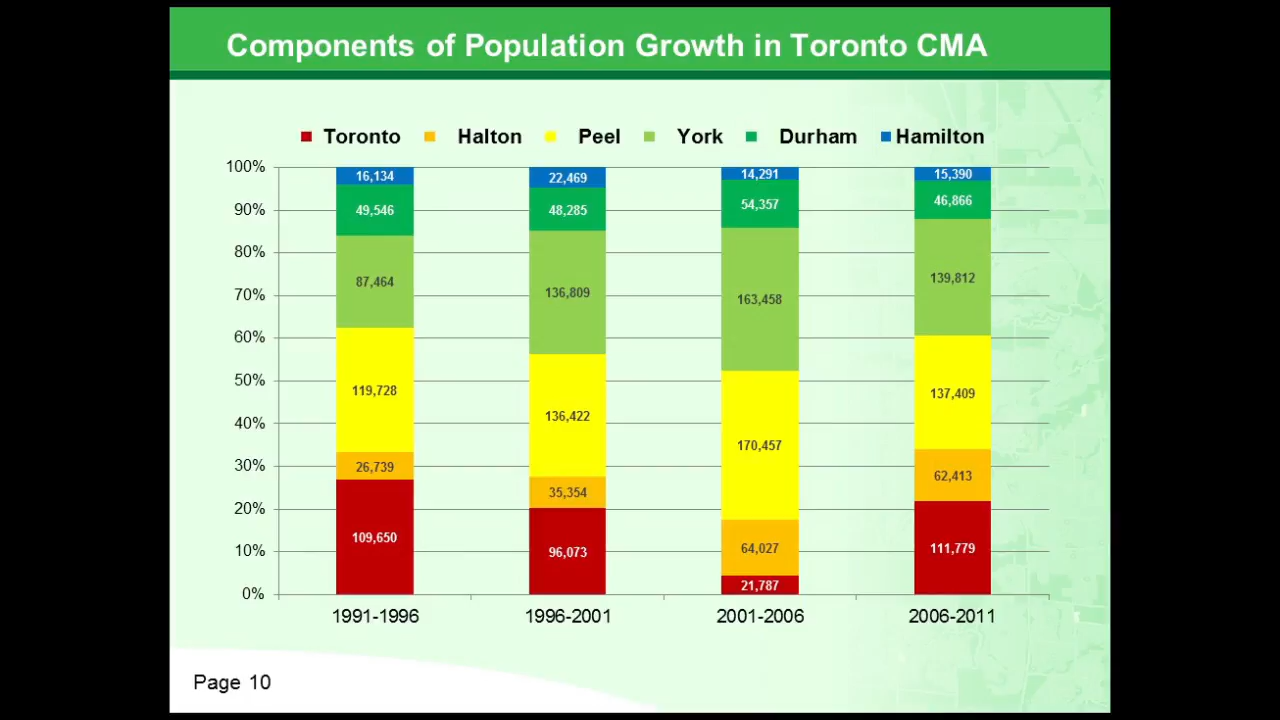 Components of Population Growth in Toronto CMA
Toronto Halton Peel York Durham Hamilton
100%
16,134 22,469 14,291 15,390
90%
49,546 48,285 54,357 46,866
80%
87,464 136,809 163,458 139,812
70%
60%
50%
119,728 136,422 170,457 137,409
40%
30%
26,739 35,354 64,027 62,413
20%
109,650 96,073 21,787 111,779
10%
0%
1991-1996 1996-2001 2001-2006 2006-2011
Page 10